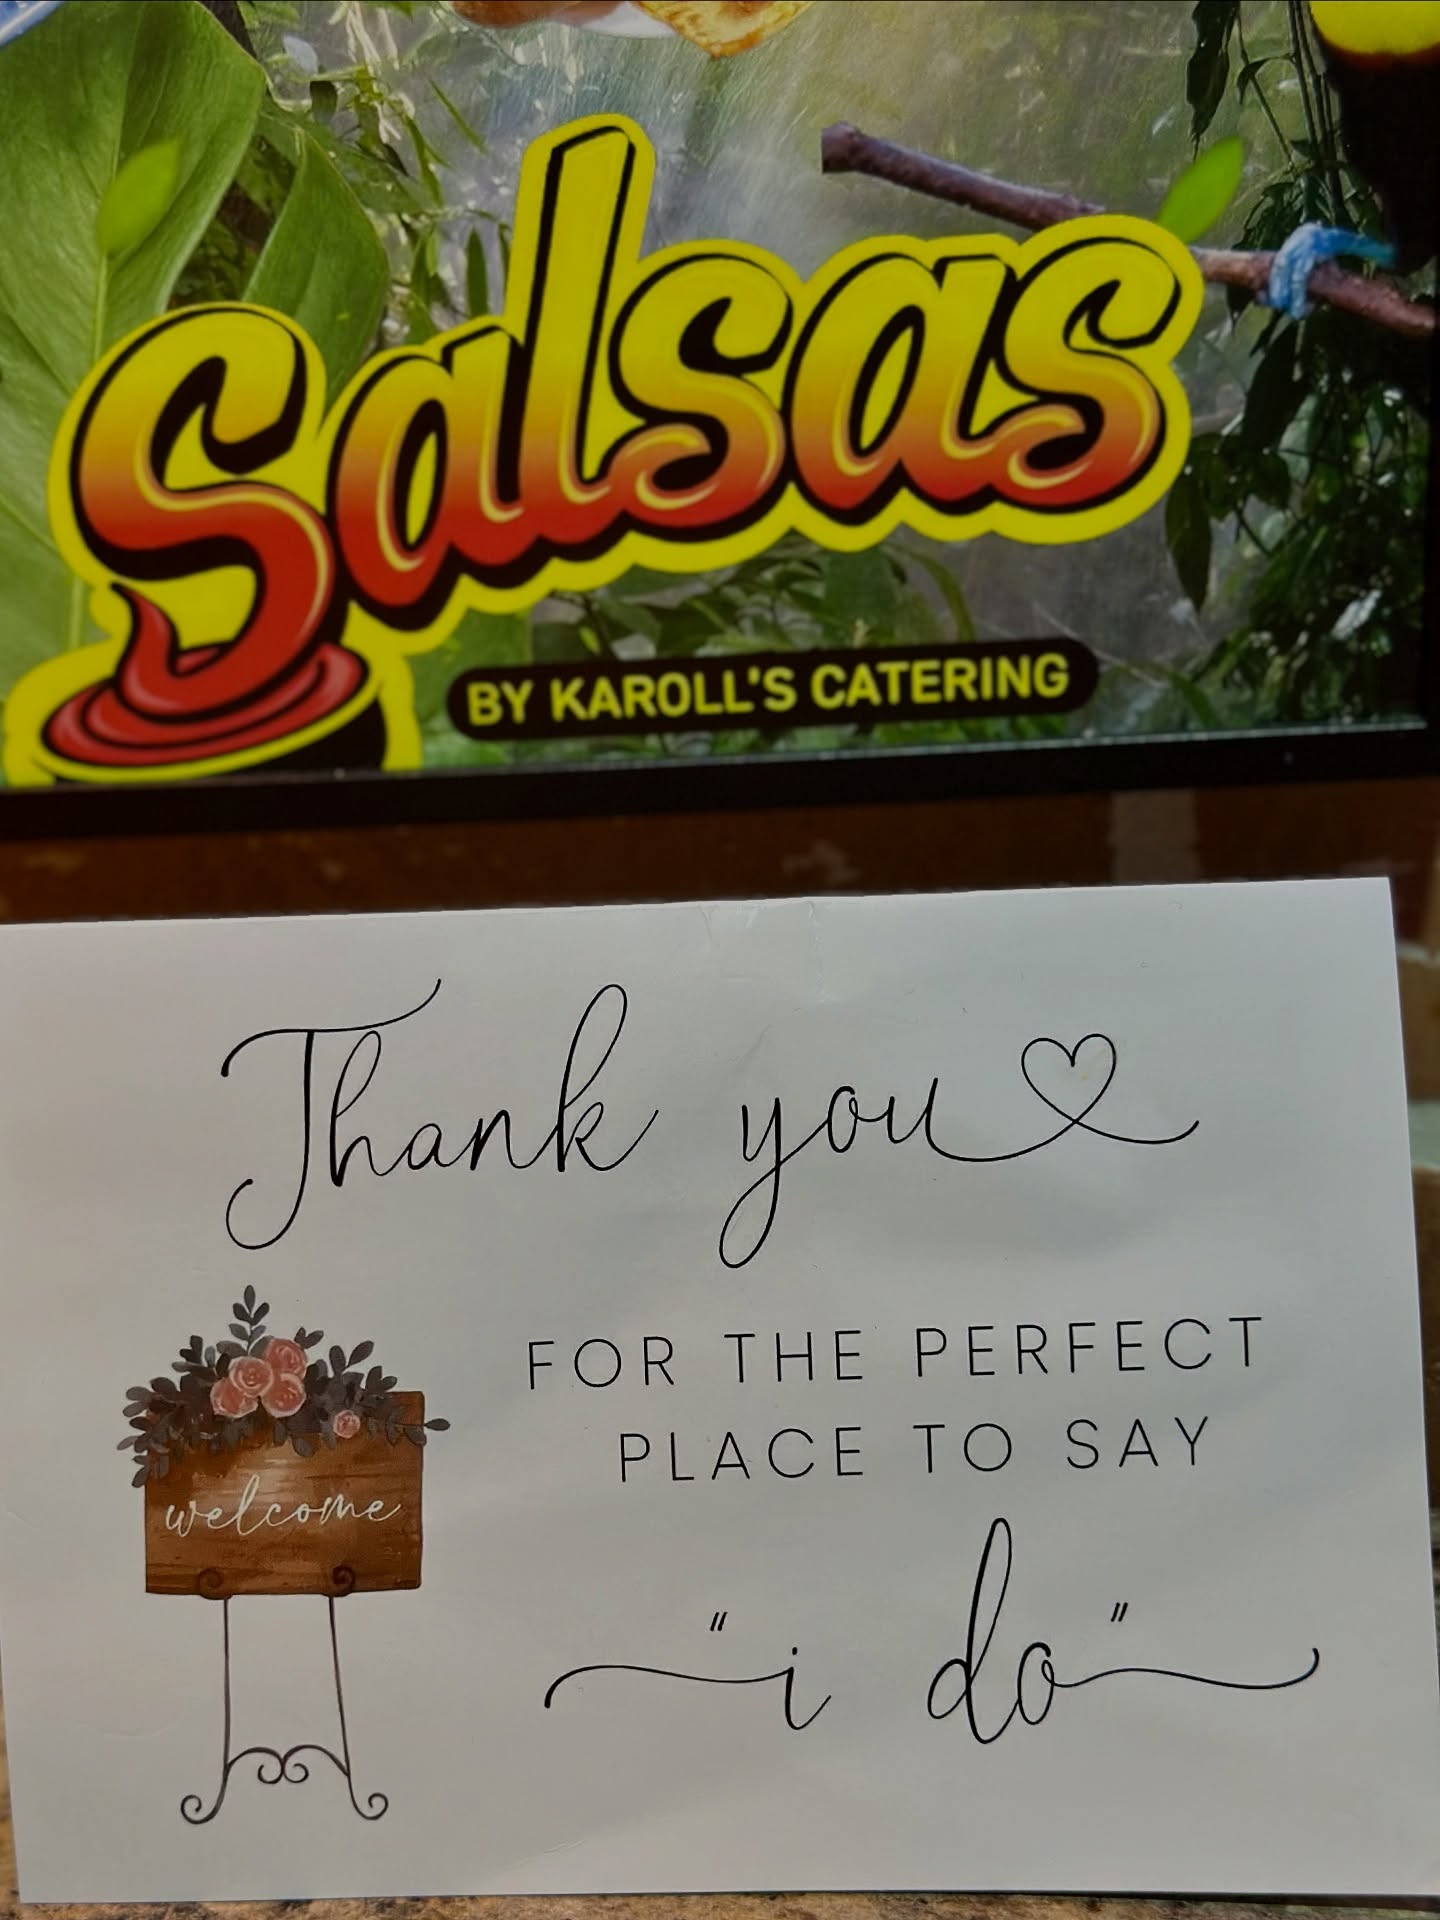 Salsas
BY KAROLL'S CATERING
Thank you
FOR THE PERFECT
PLACE TO SAY
welcome
"i do"